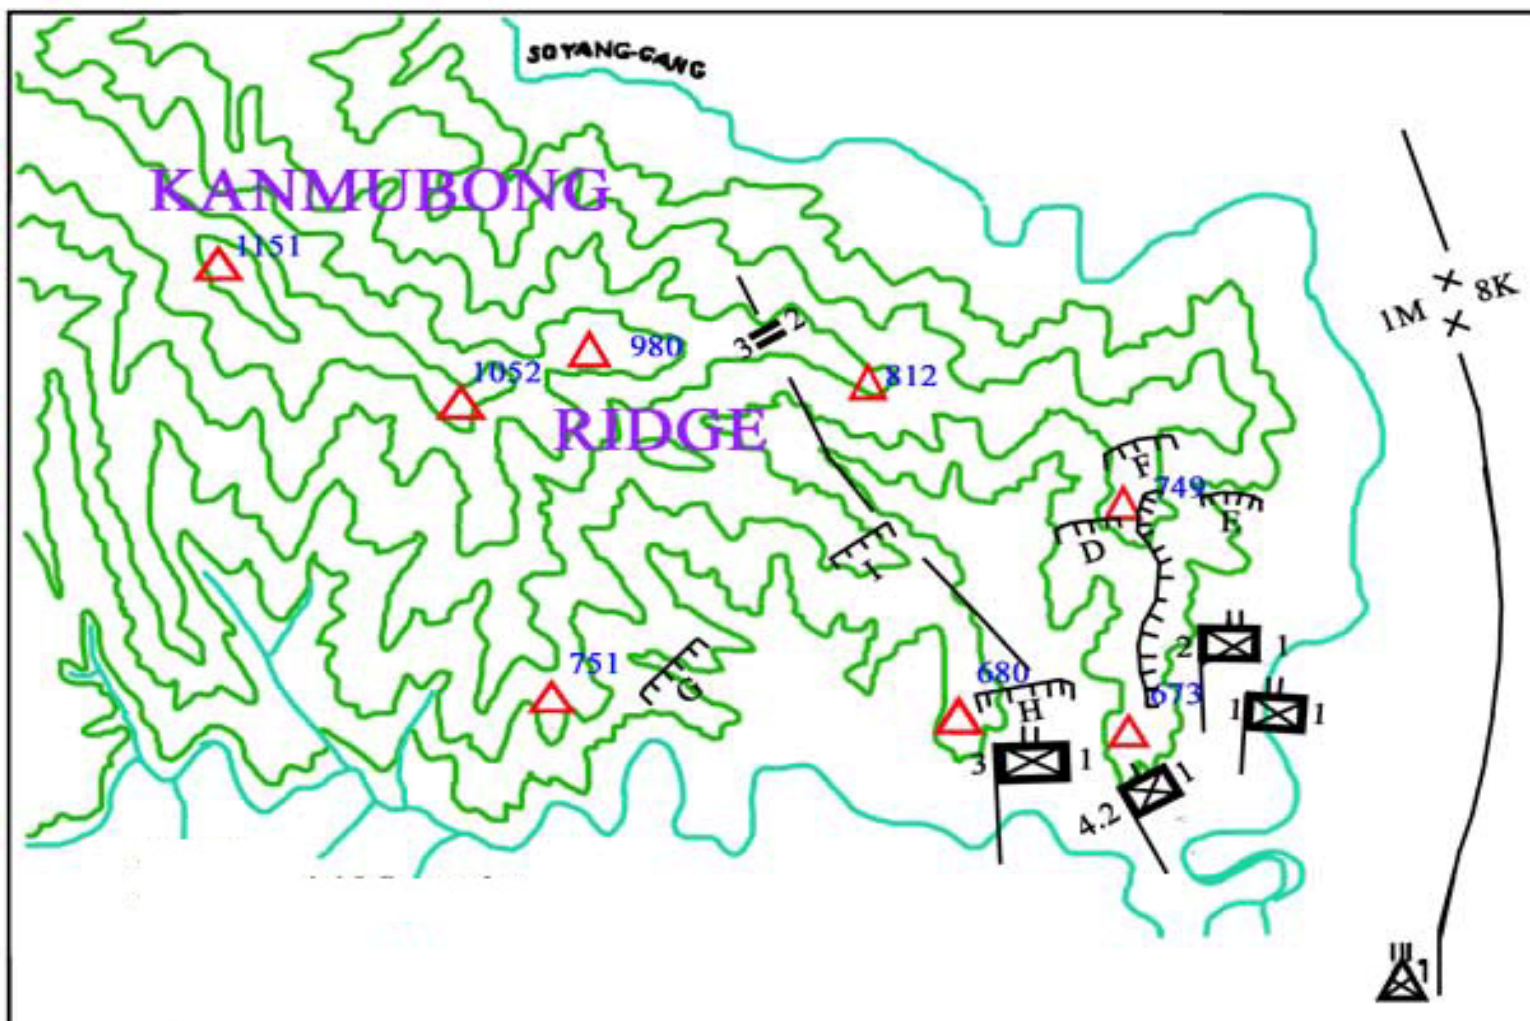 SOYANG-GANG
KANMUBONG
1151
8K
1M
3 2
980
1052
812
RIDGE
F
749
E
D
I
2 1
751
680
673
G
H
1 1
3 1
4.2 1
1